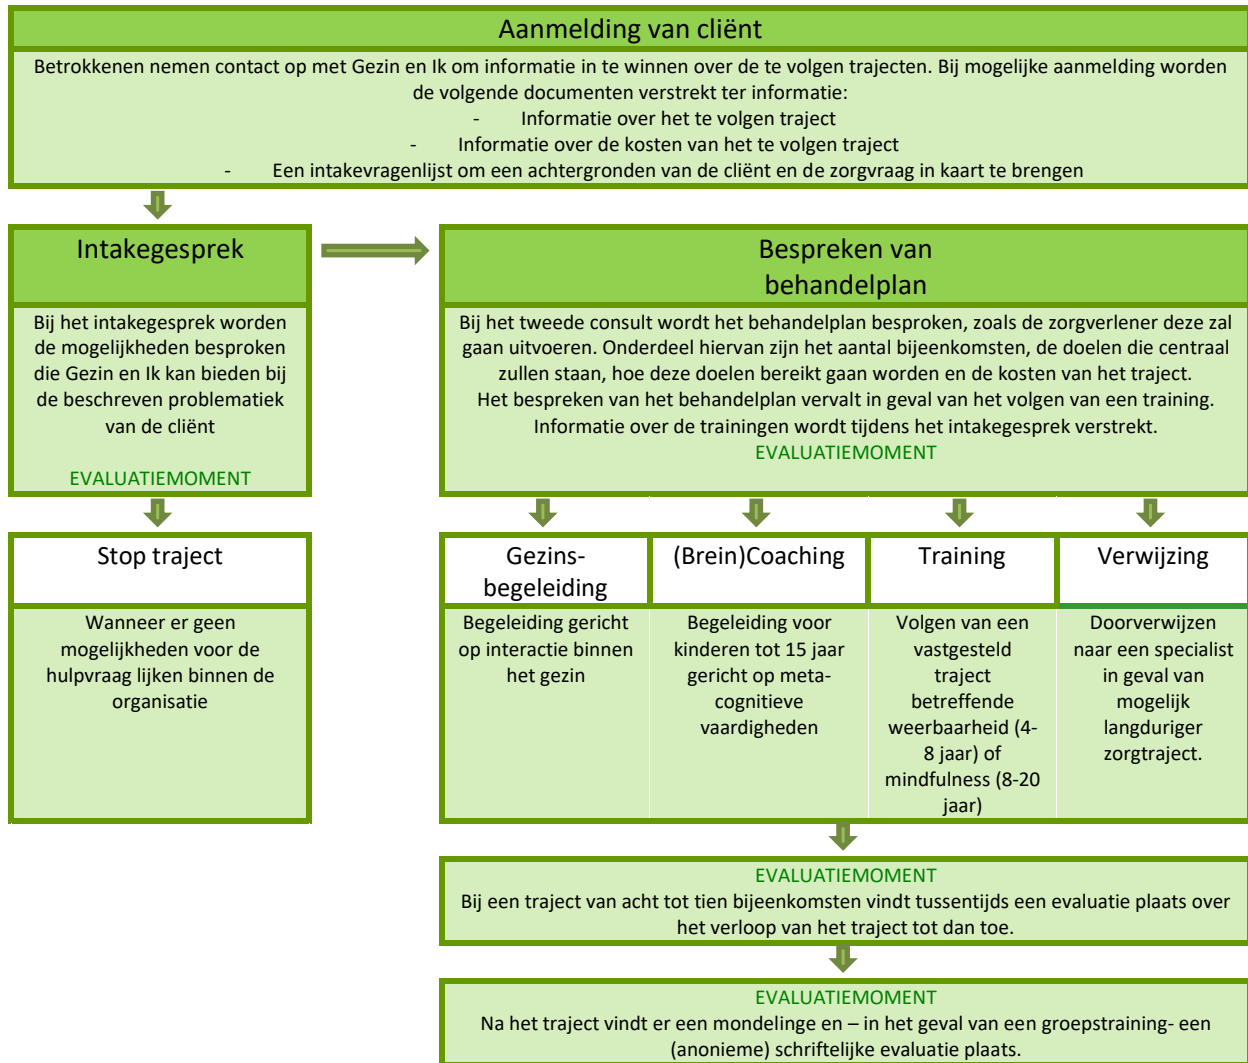 Aanmelding van cliënt
Betrokkenen nemen contact op met Gezin en Ik om informatie in te winnen over de te volgen trajecten. Bij mogelijke aanmelding worden
de volgende documenten verstrekt ter informatie:
- Informatie over het te volgen traject
- Informatie over de kosten van het te volgen traject
- Een intakevragenlijst om een achtergronden van de cliënt en de zorgvraag in kaart te brengen
Intakegesprek
Bij het intakegesprek worden
de mogelijkheden besproken
die Gezin en Ik kan bieden bij
de beschreven problematiek
van de cliënt
EVALUATIEMOMENT
Bespreken van
behandelplan
Bij het tweede consult wordt het behandelplan besproken, zoals de zorgverlener deze zal
gaan uitvoeren. Onderdeel hiervan zijn het aantal bijeenkomsten, de doelen die centraal
zullen staan, hoe deze doelen bereikt gaan worden en de kosten van het traject.
Het bespreken van het behandelplan vervalt in geval van het volgen van een training.
Informatie over de trainingen wordt tijdens het intakegesprek verstrekt.
EVALUATIEMOMENT
Stop traject
Wanneer er geen
mogelijkheden voor de
hulpvraag lijken binnen de
organisatie
Gezins-
begeleiding
Begeleiding gericht
op interactie binnen
het gezin
(Brein)Coaching
Begeleiding voor
kinderen tot 15 jaar
gericht op meta-
cognitieve
vaardigheden
Training
Volgen van een
vastgesteld
traject
betreffende
weerbaarheid (4-
8 jaar) of
mindfulness (8-20
jaar)
Verwijzing
Doorverwijzen
naar een specialist
in geval van
mogelijk
langduriger
zorgtraject.
EVALUATIEMOMENT
Bij een traject van acht tot tien bijeenkomsten vindt tussentijds een evaluatie plaats over
het verloop van het traject tot dan toe.
EVALUATIEMOMENT
Na het traject vindt er een mondelinge en – in het geval van een groepstraining- een
(anonieme) schriftelijke evaluatie plaats.